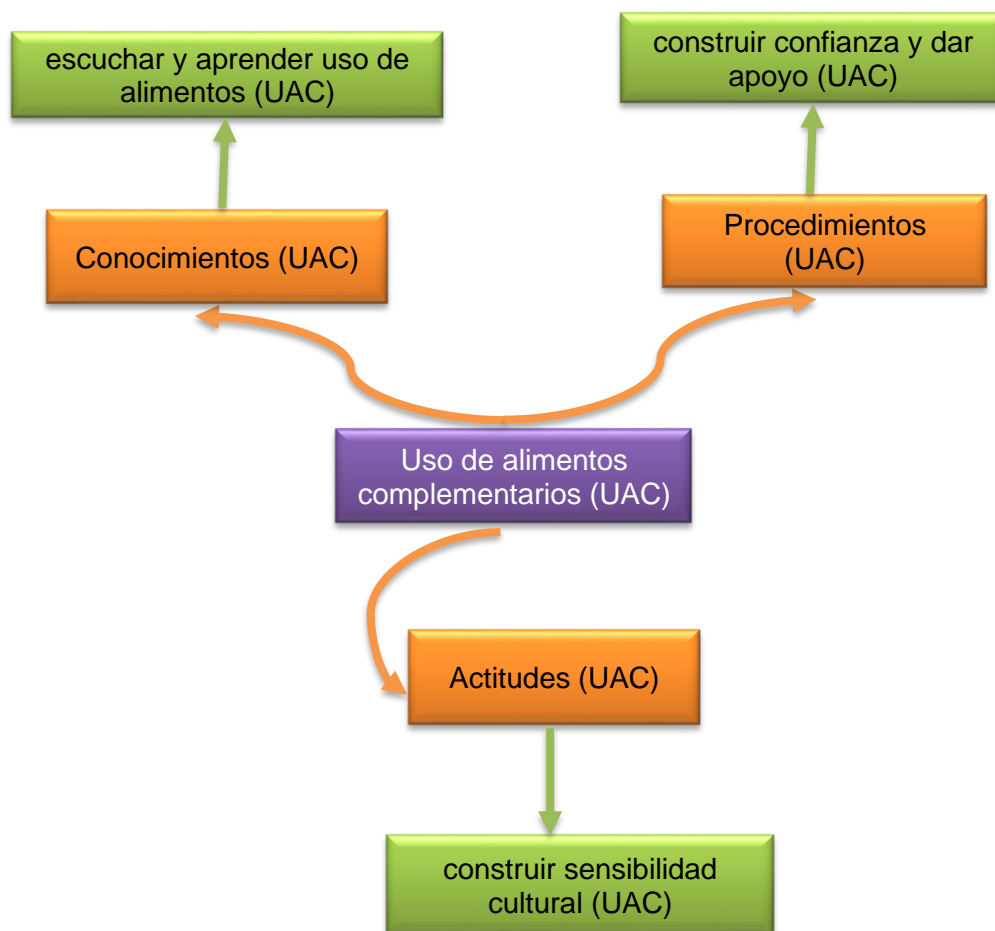 escuchar y aprender uso de
alimentos (UAC)
construir confianza y dar
apoyo (UAC)
Conocimientos (UAC)
Procedimientos
(UAC)
Uso de alimentos
complementarios (UAC)
Actitudes (UAC)
construir sensibilidad
cultural (UAC)